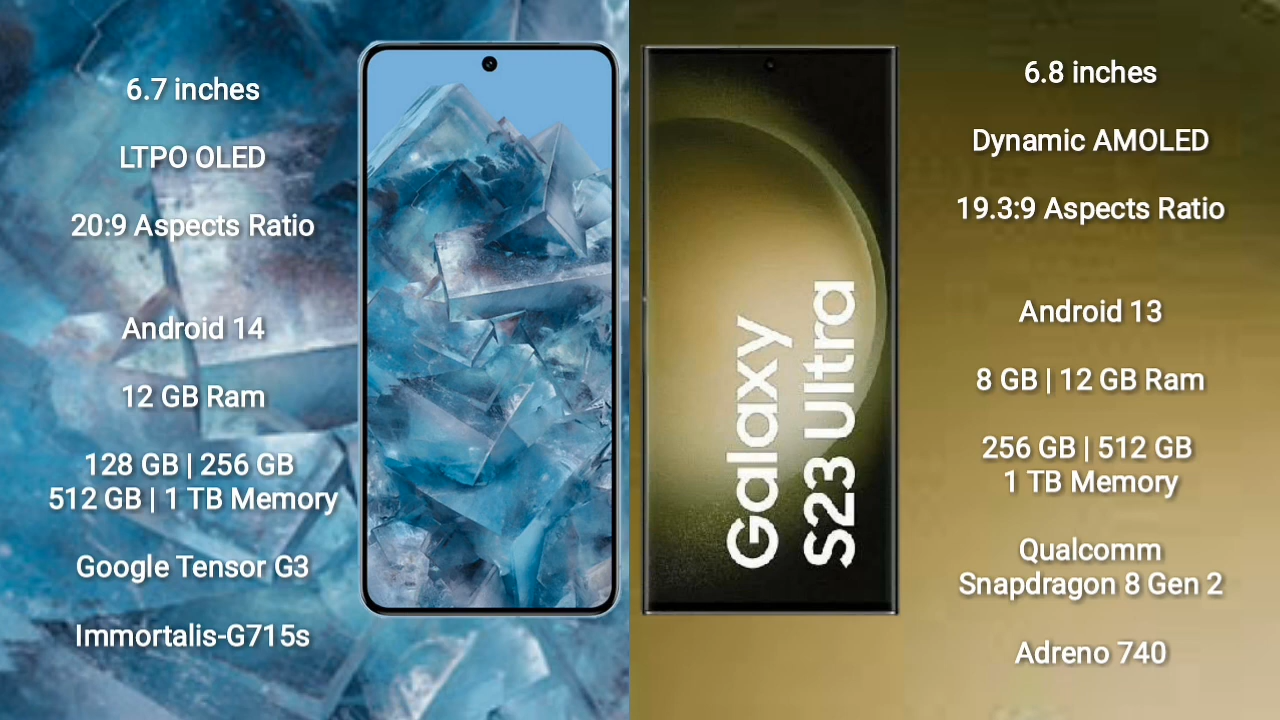 6.7 inches
LTPO OLED
20:9 Aspects Ratio
Android 14
12 GB Ram
128 GB | 256 GB
512 GB | 1 TB Memory
Google Tensor G3
Immortalis-G715s
Galaxy
S23 Ultra
6.8 inches
Dynamic AMOLED
19.3:9 Aspects Ratio
Android 13
8 GB | 12 GB Ram
256 GB | 512 GB
1 TB Memory
Qualcomm
Snapdragon 8 Gen 2
Adreno 740